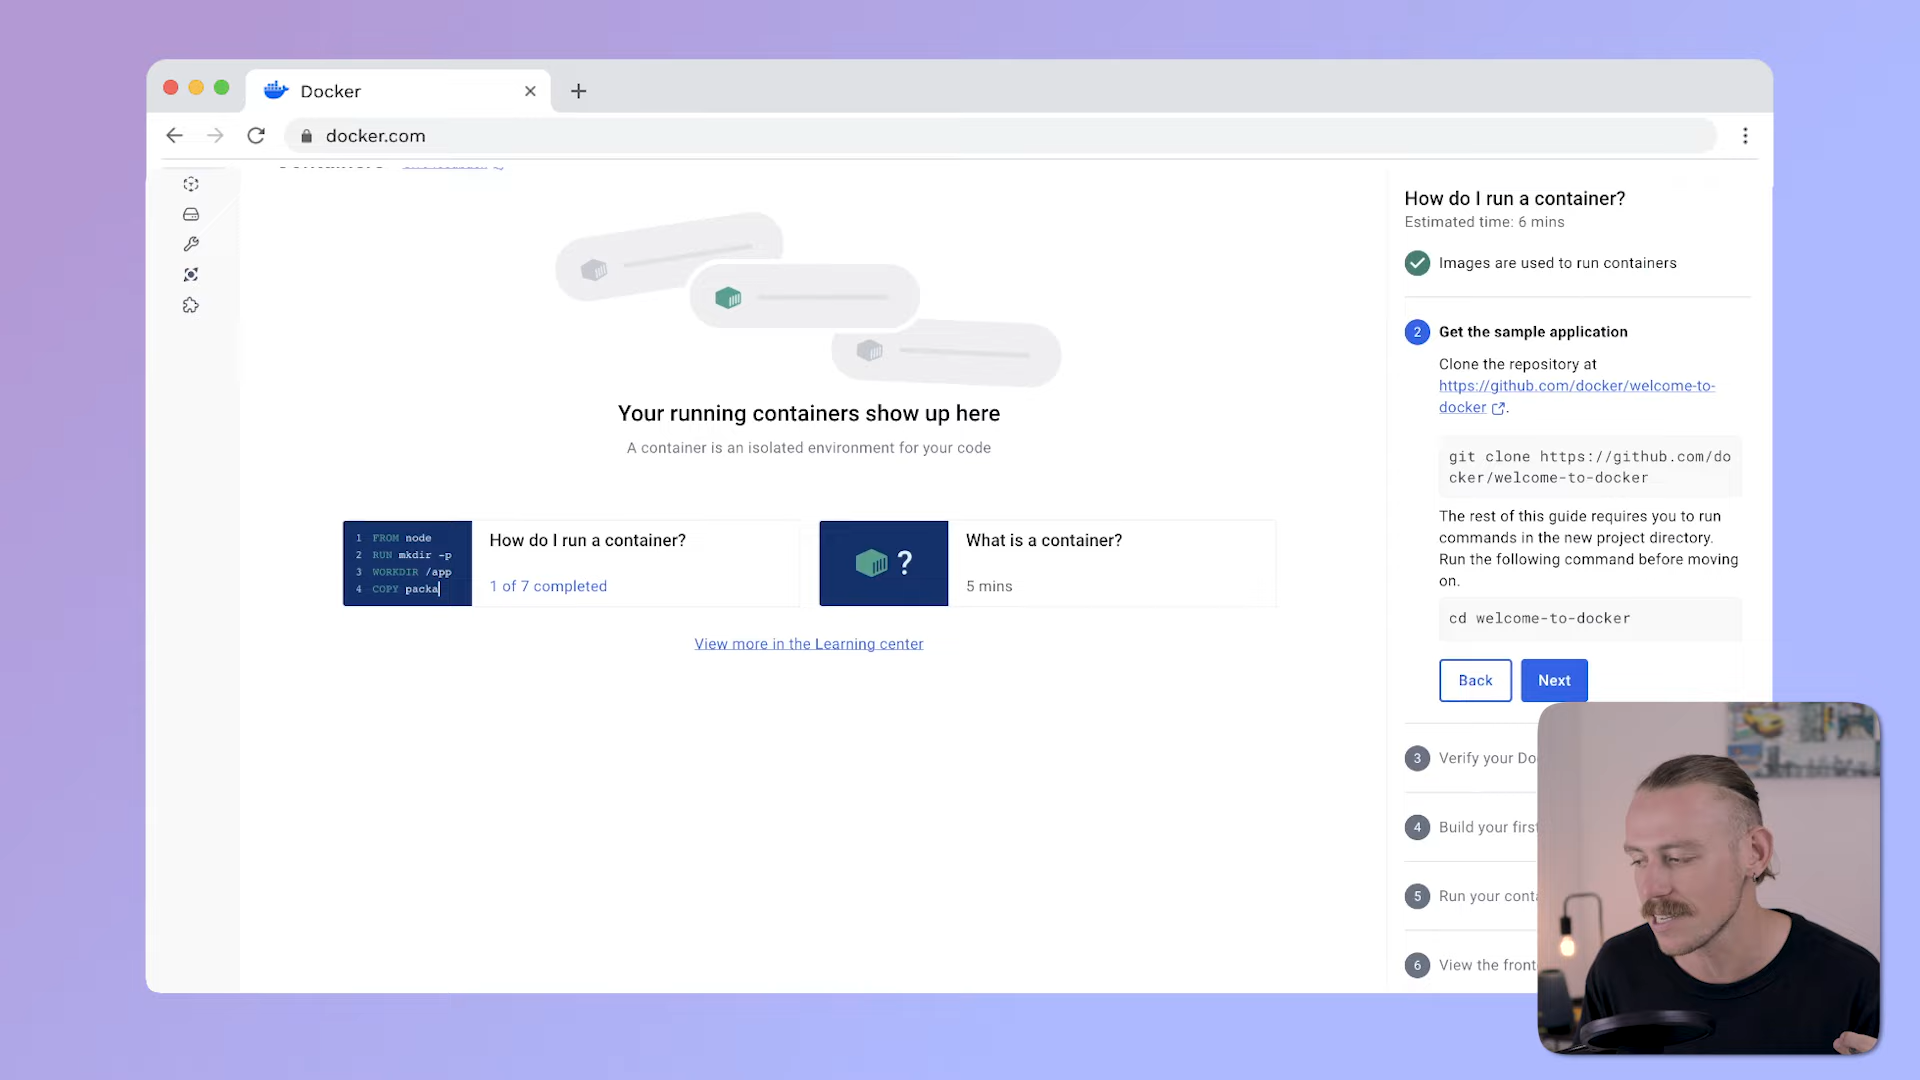 Docker
docker.com
How do I run a container?
Estimated time: 6 mins
Images are used to run containers
2 Get the sample application
Clone the repository at
https://github.com/docker/welcome-to-
docker.
git clone https://github.com/do
cker/welcome-to-docker
The rest of this guide requires you to run
commands in the new project directory.
Run the following command before moving
on.
cd welcome-to-docker
Back
Next
3 Verify your
4 Build your
5 Run your
6 View the
Your running containers show up here
A container is an isolated environment for your code
1 FROM node
2 RUN mkdir -p
3 WORKDIR /app
4 COPY packa
How do I run a container?
1 of 7 completed
?
What is a container?
5 mins
View more in the Learning center